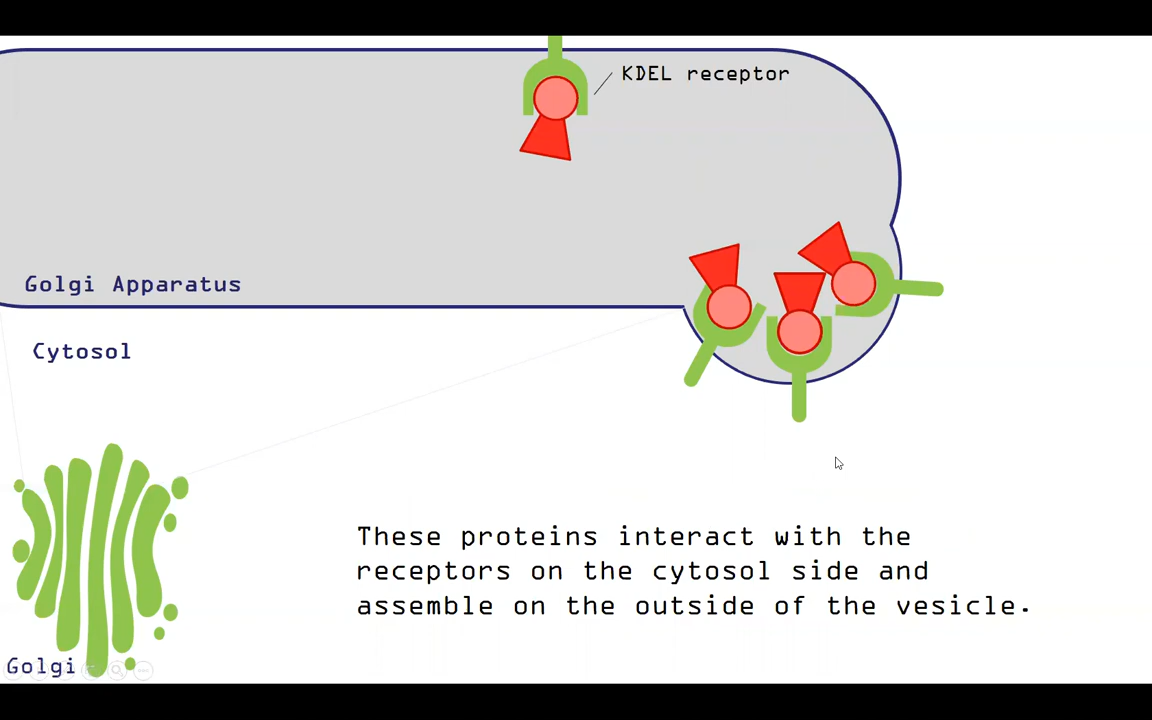 KDEL receptor
Golgi Apparatus
Cytosol
These proteins interact with the
receptors on the cytosol side and
assemble on the outside of the vesicle.
Golgi